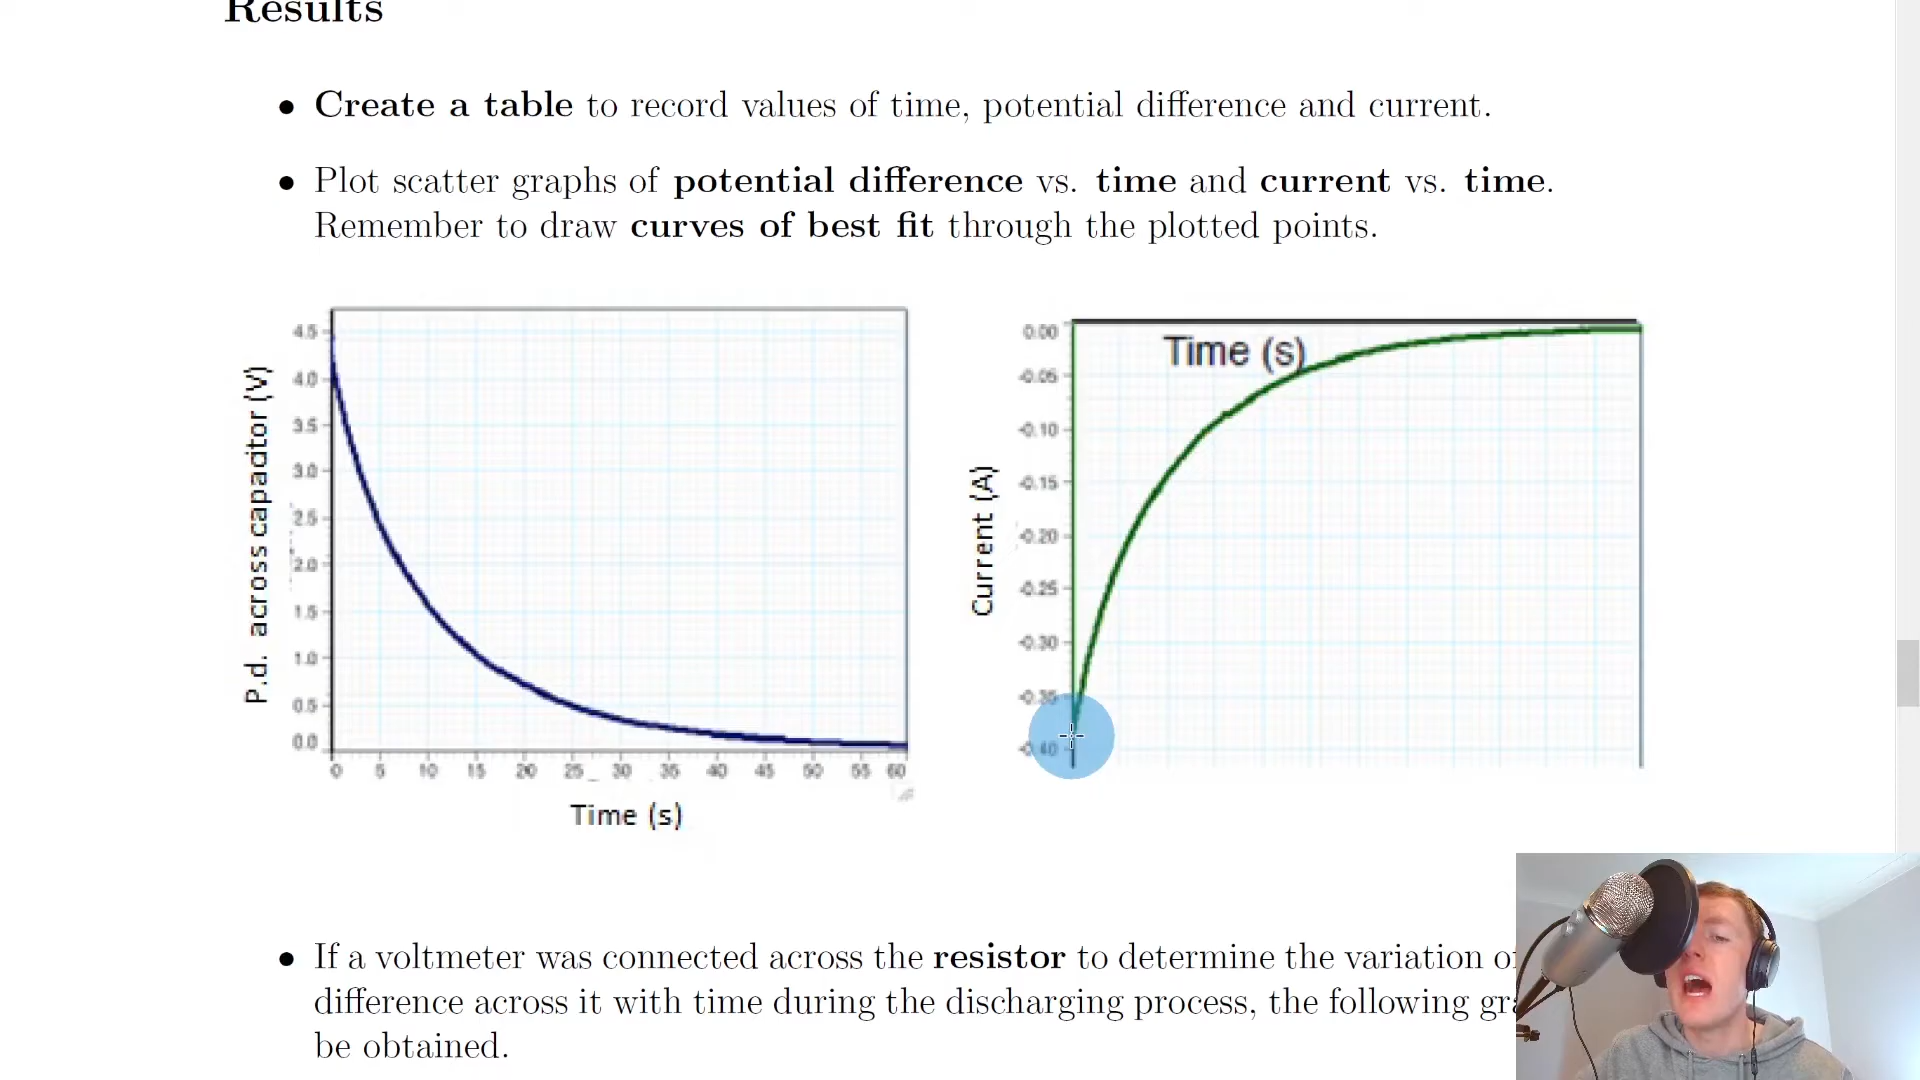 Results
• Create a table to record values of time, potential difference and current.
• Plot scatter graphs of potential difference vs. time and current vs. time.
Remember to draw curves of best fit through the plotted points.
P.d. across capacitor (V)
4.5
4.0
3.5
3.0
2.5
2.0
1.5
1.0
0.5
0.0
0 5 10 15 20 25 30 35 40 45 50 55 60
Time (s)
Current (A)
Time (s)
0.00
-0.05
-0.10
-0.15
-0.20
-0.25
-0.30
-0.35
-0.40
• If a voltmeter was connected across the resistor to determine the variation
difference across it with time during the discharging process, the following
be obtained.